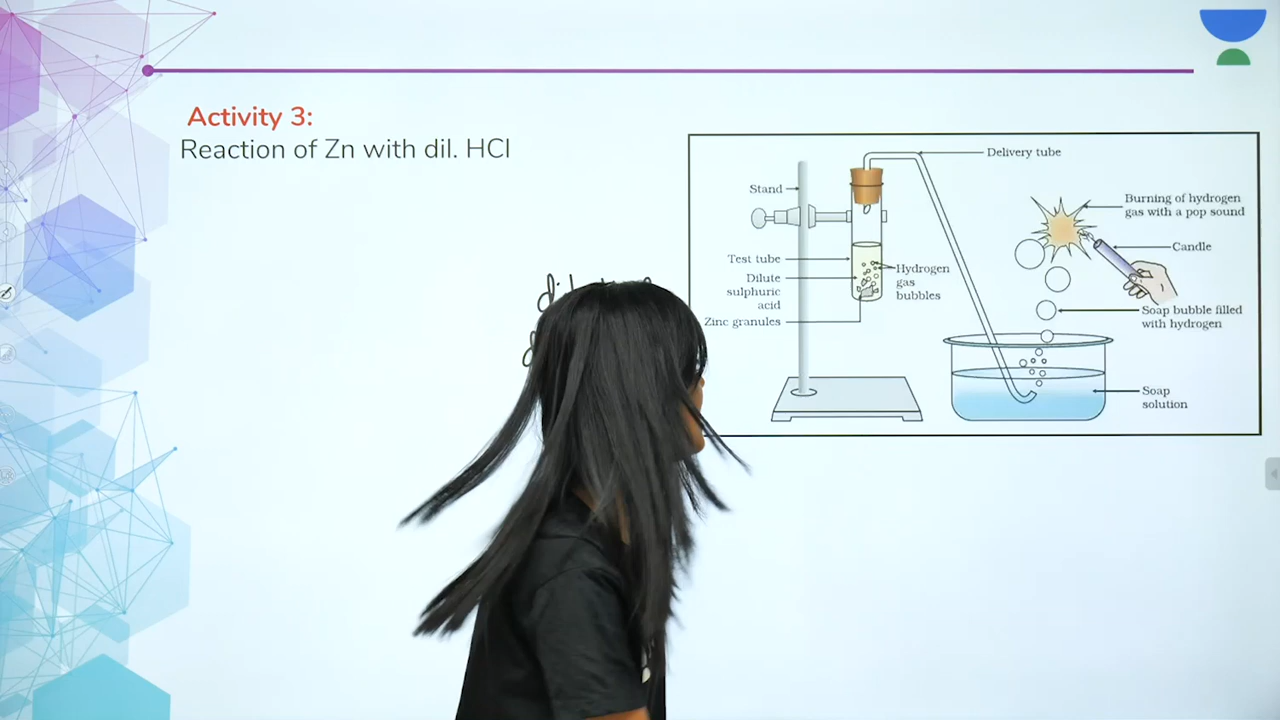 Activity 3:
Reaction of Zn with dil. HCl
Delivery tube
Stand
Burning of hydrogen
gas with a pop sound
Candle
Test tube
Dilute
sulphuric
acid
Hydrogen
gas
bubbles
Zinc granules
Soap bubble filled
with hydrogen
Soap
solution